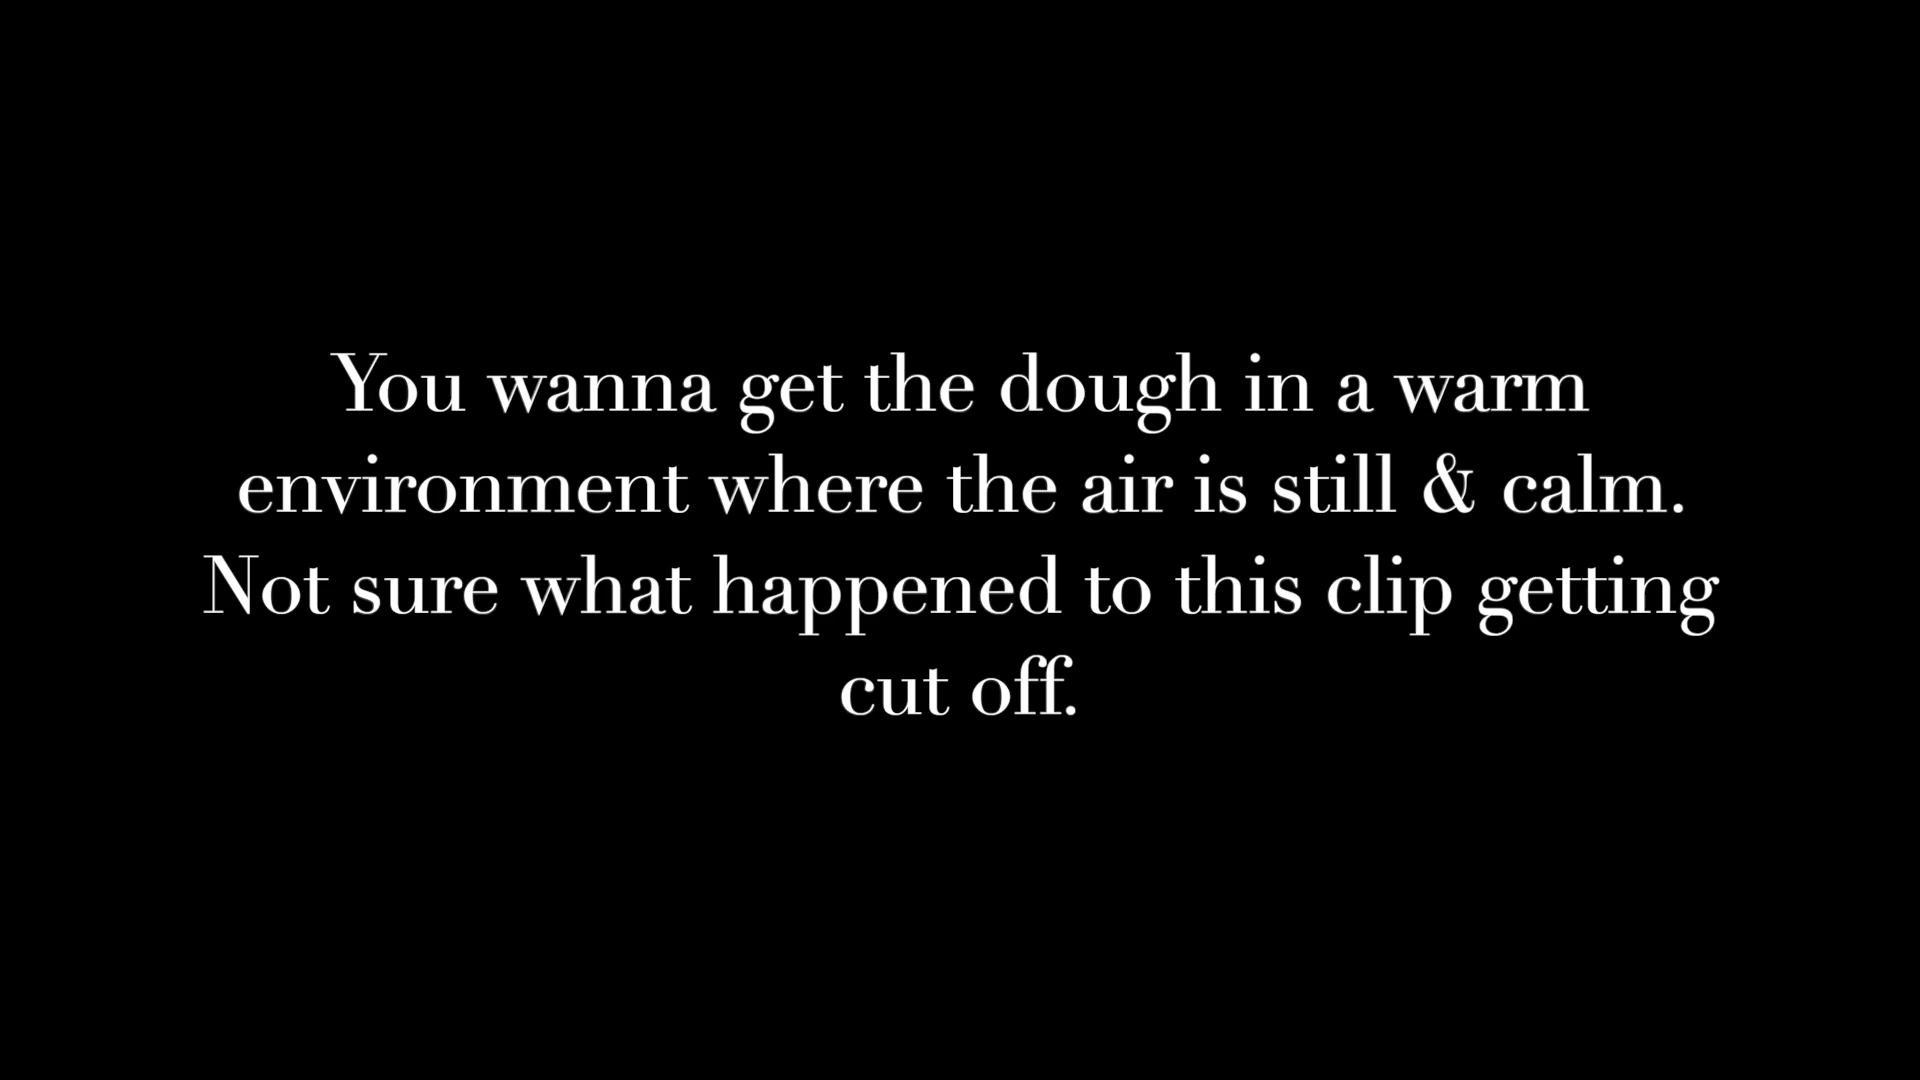 You wanna get the dough in a warm
environment where the air is still & calm.
Not sure what happened to this clip getting
cut off.